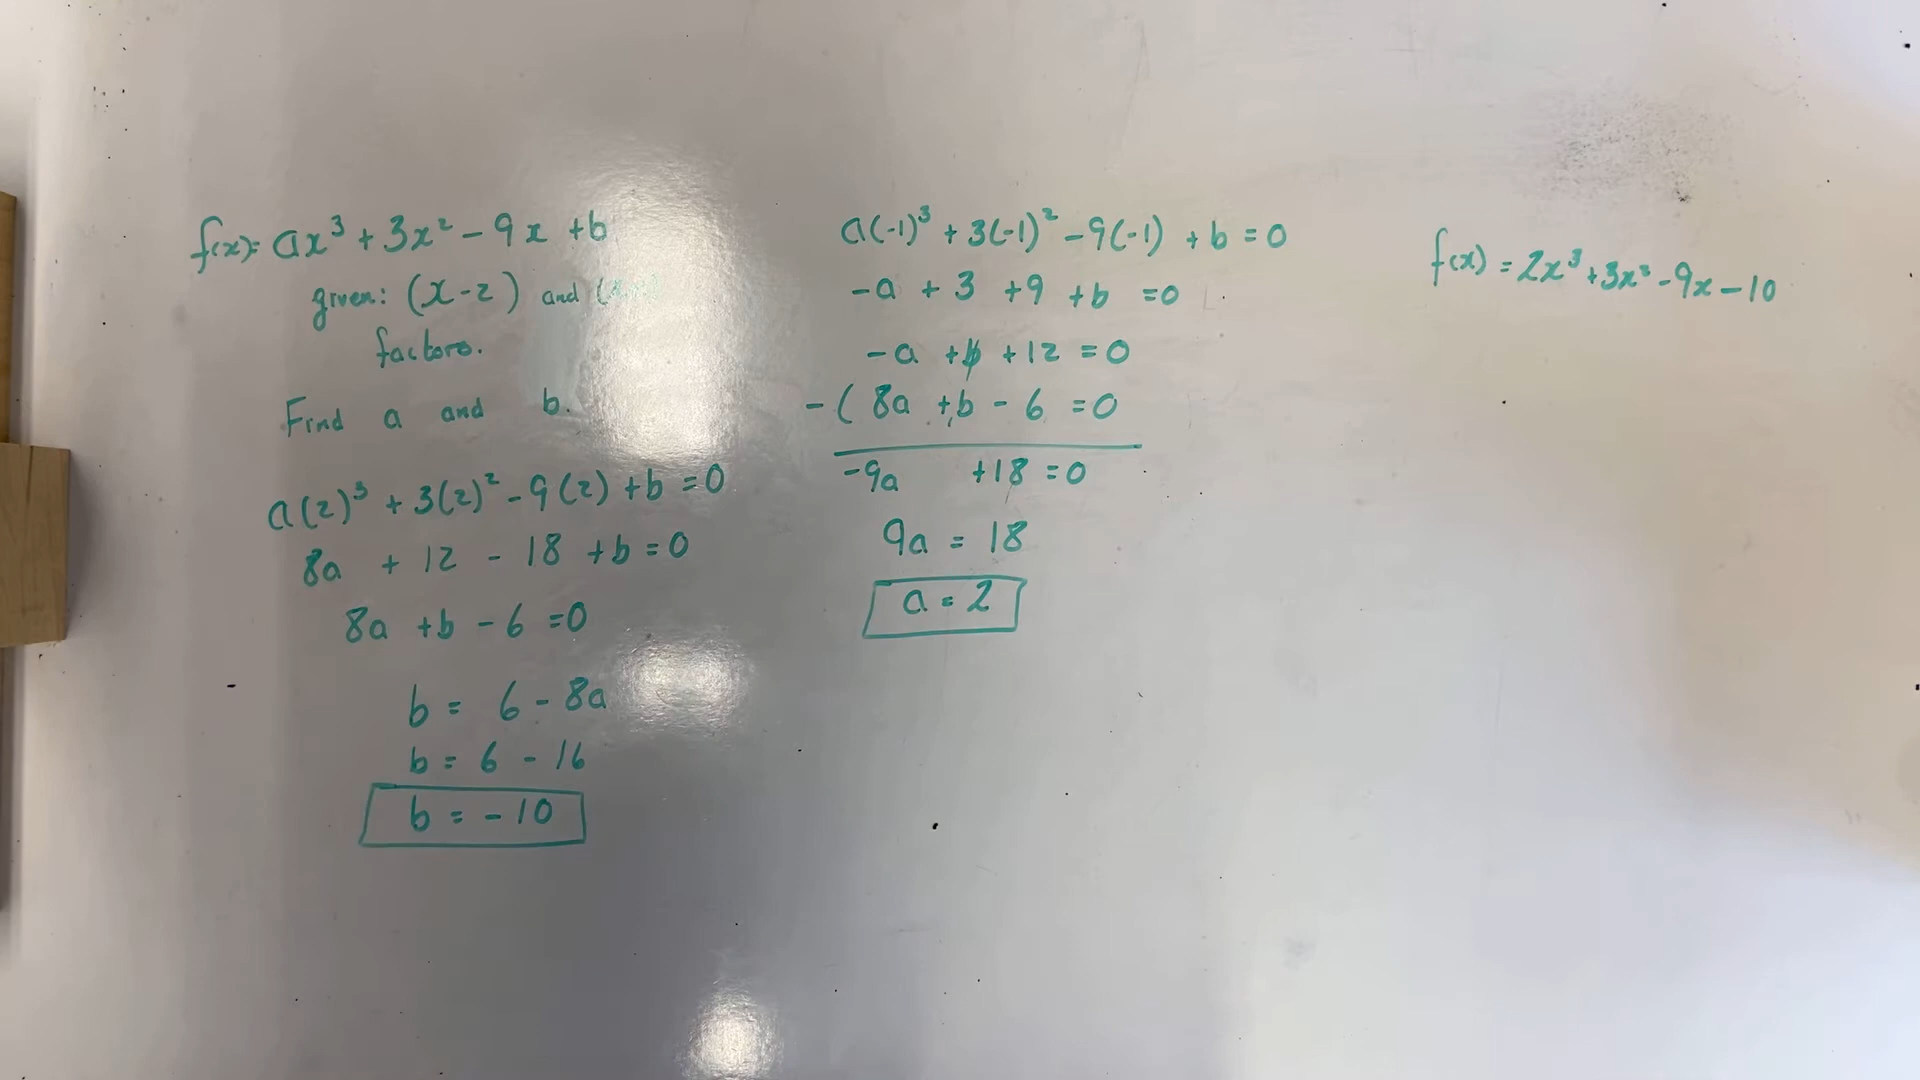 f(x) = ax³ + 3x² - 9x + b
given: (x-2) and
factors.
Find a and b.
a(2)³ + 3(2)² - 9(2) + b = 0
8a + 12 - 18 + b = 0
8a + b - 6 = 0
b = 6 - 8a
b = 6 - 16
b = -10
a(-1)³ + 3(-1)² - 9(-1) + b = 0
-a + 3 + 9 + b = 0
-a + b + 12 = 0
-( 8a + b - 6 = 0
-9a + 18 = 0
9a = 18
a = 2
f(x) = 2x³ + 3x² - 9x - 10